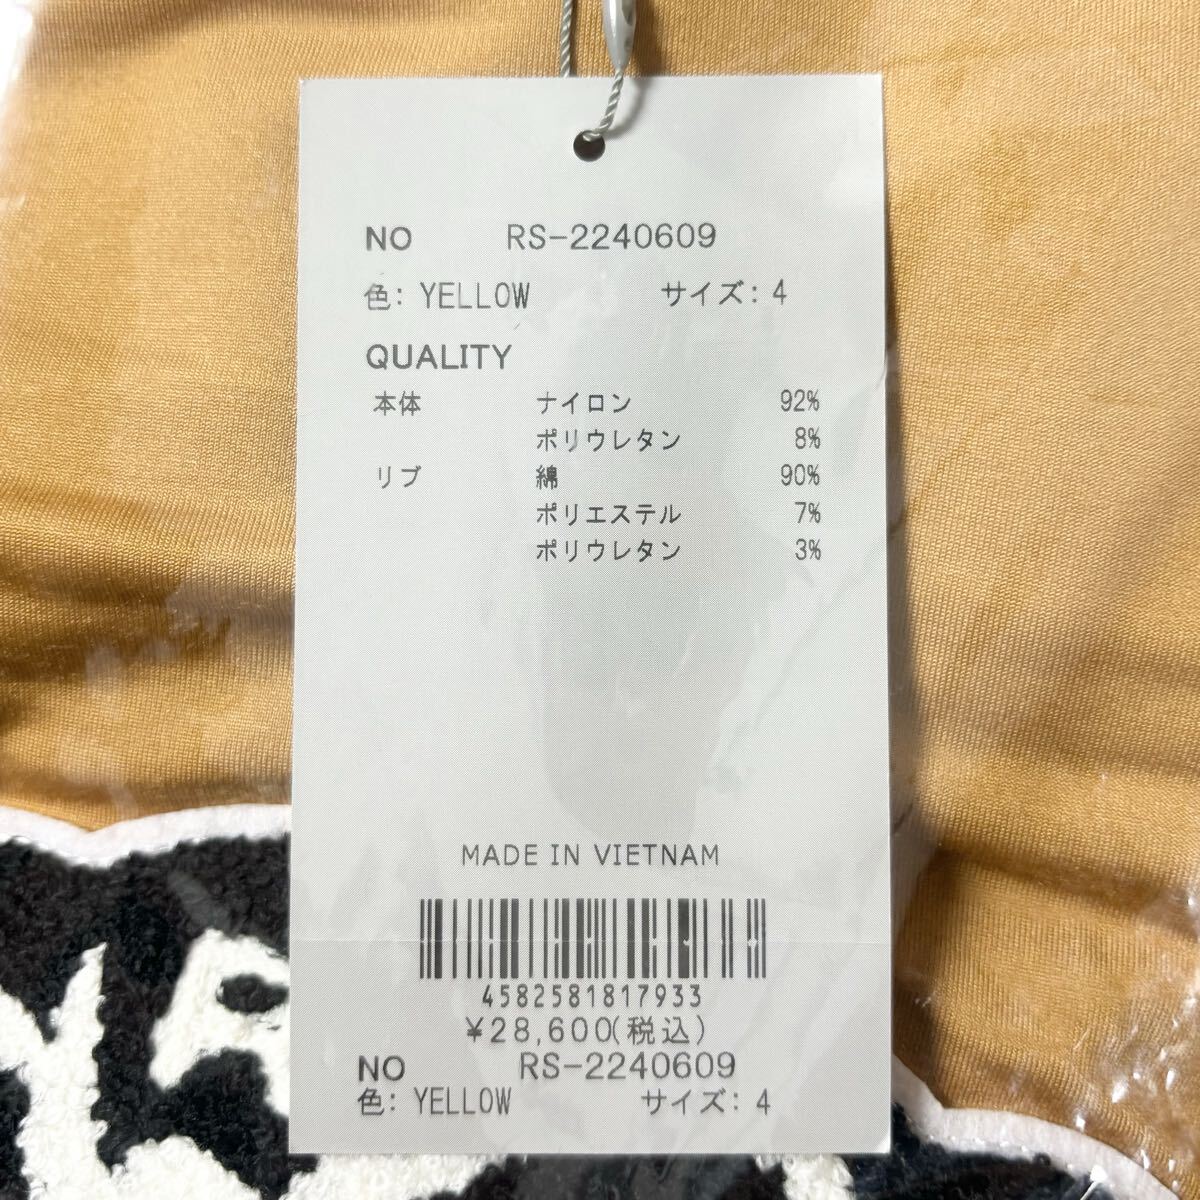 NO RS-2240609
色: YELLOW サイズ: 4
QUALITY
本体 ナイロン 92%
ポリウレタン 8%
リブ 綿 90%
ポリエステル 7%
ポリウレタン 3%
MADE IN VIETNAM
4582581817933
¥28,600(税込)
NO RS-2240609
色: YELLOW サイズ: 4